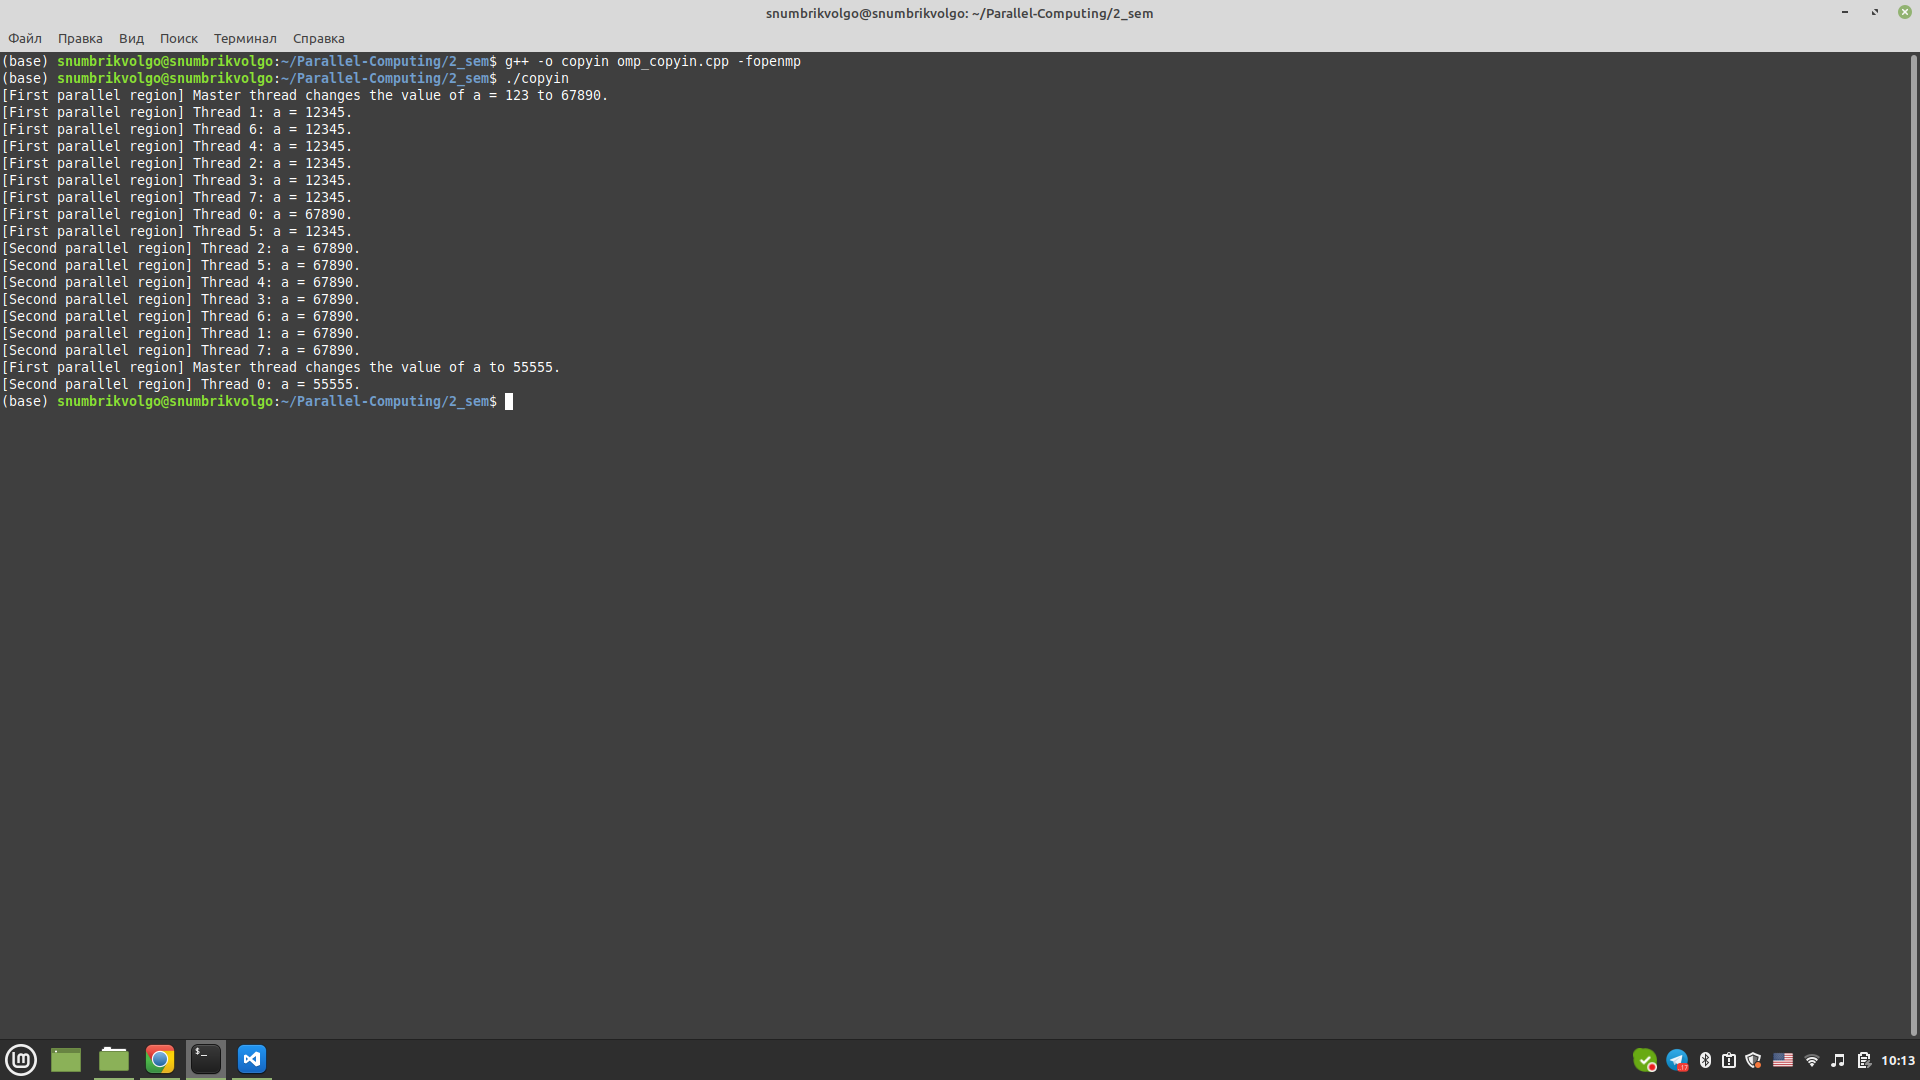 snumbrikvolgo@snumbrikvolgo: ~/Parallel-Computing/2_sem
Файл Правка Вид Поиск Терминал Справка
(base) snumbrikvolgo@snumbrikvolgo:~/Parallel-Computing/2_sem$ g++ -o copyin omp_copyin.cpp -fopenmp
(base) snumbrikvolgo@snumbrikvolgo:~/Parallel-Computing/2_sem$ ./copyin
[First parallel region] Master thread changes the value of a = 123 to 67890.
[First parallel region] Thread 1: a = 12345.
[First parallel region] Thread 6: a = 12345.
[First parallel region] Thread 4: a = 12345.
[First parallel region] Thread 2: a = 12345.
[First parallel region] Thread 3: a = 12345.
[First parallel region] Thread 7: a = 12345.
[First parallel region] Thread 0: a = 67890.
[First parallel region] Thread 5: a = 12345.
[Second parallel region] Thread 2: a = 67890.
[Second parallel region] Thread 5: a = 67890.
[Second parallel region] Thread 4: a = 67890.
[Second parallel region] Thread 3: a = 67890.
[Second parallel region] Thread 6: a = 67890.
[Second parallel region] Thread 1: a = 67890.
[Second parallel region] Thread 7: a = 67890.
[First parallel region] Master thread changes the value of a to 55555.
[Second parallel region] Thread 0: a = 55555.
(base) snumbrikvolgo@snumbrikvolgo:~/Parallel-Computing/2_sem$
10:13